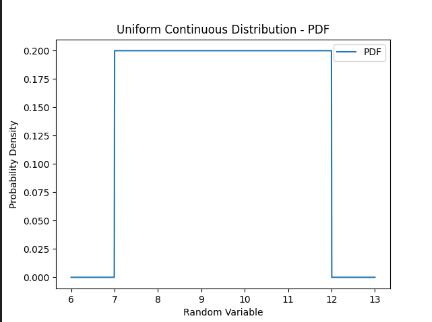 Uniform Continuous Distribution - PDF
PDF
Probability Density
0.200
0.175
0.150
0.125
0.100
0.075
0.050
0.025
0.000
6 7 8 9 10 11 12 13
Random Variable